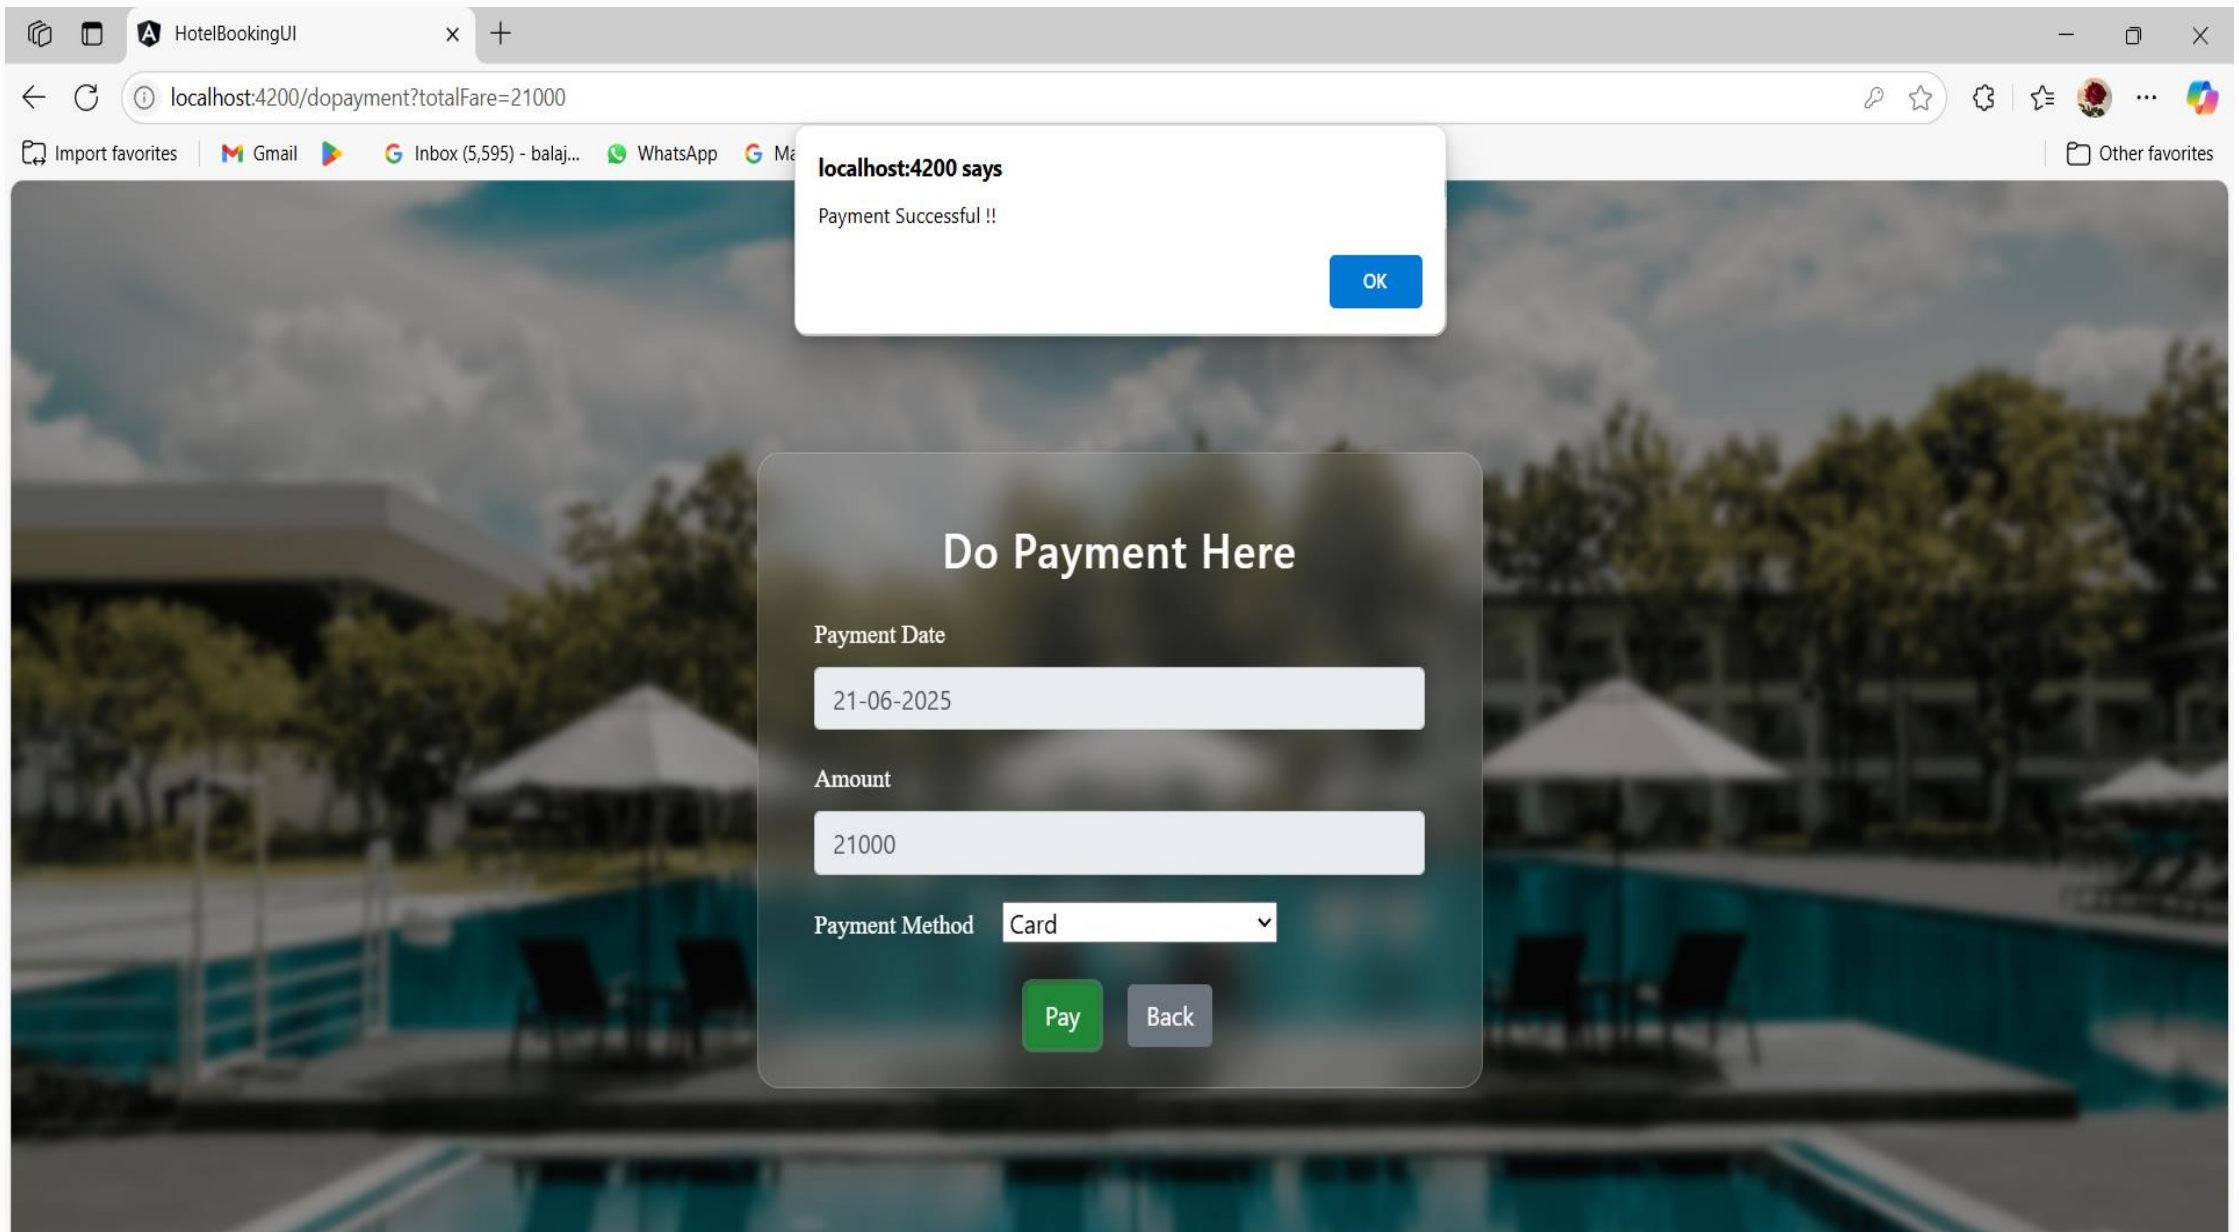 HotelBookingUI
localhost:4200/dopayment?totalFare=21000
Import favorites Gmail Inbox (5,595) - balaj... WhatsApp Ma Other favorites
localhost:4200 says
Payment Successful !!
OK
Do Payment Here
Payment Date
21-06-2025
Amount
21000
Payment Method Card
Pay Back